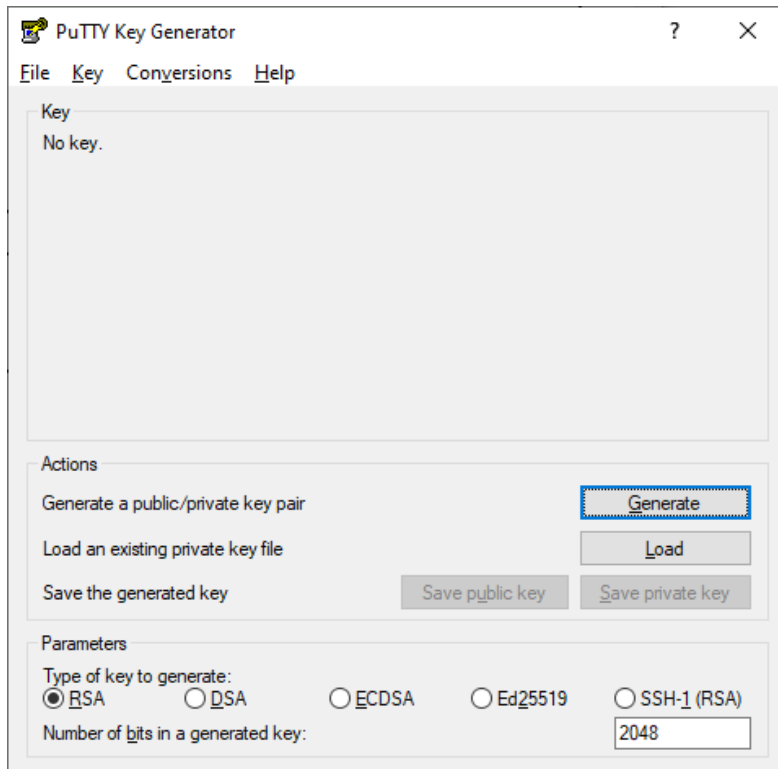 PuTTY Key Generator ?
File Key Conversions Help
Key
No key.
Actions
Generate a public/private key pair Generate
Load an existing private key file Load
Save the generated key Save public key Save private key
Parameters
Type of key to generate:
RSA DSA ECDSA Ed25519 SSH-1 (RSA)
Number of bits in a generated key: 2048